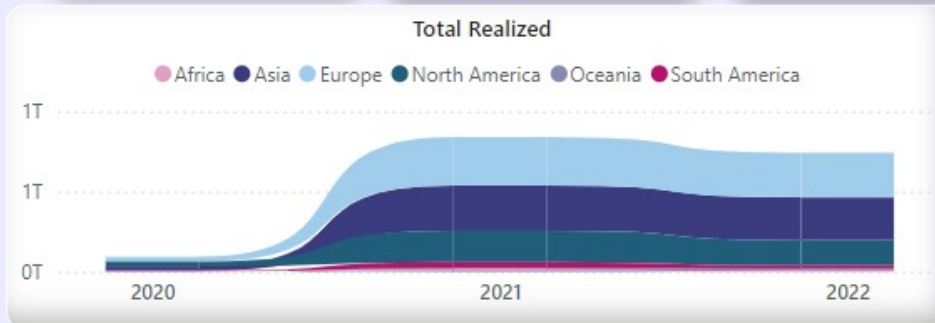 Total Realized
Africa Asia Europe North America Oceania South America
1T
1T
0T
2020 2021 2022